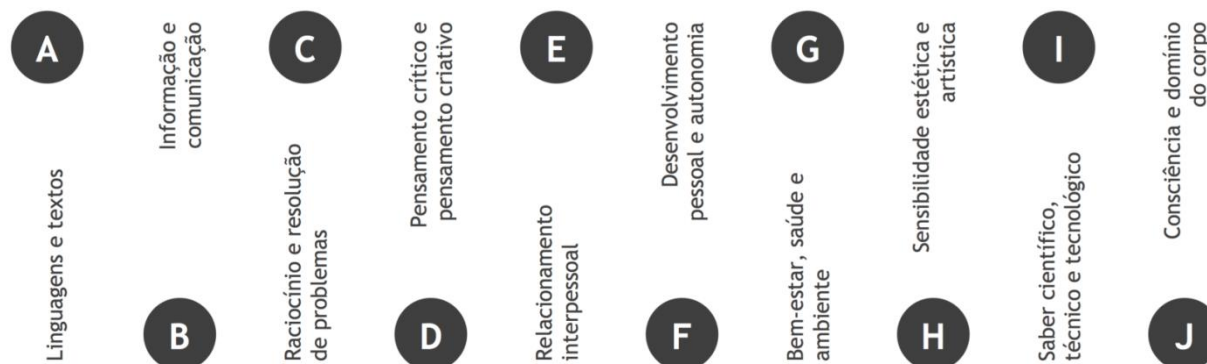 A
Linguagens e textos
Informação e
comunicação
B
C
Raciocínio e resolução
de problemas
Pensamento crítico e
pensamento criativo
D
E
Relacionamento
interpessoal
Desenvolvimento
pessoal e autonomia
F
G
Bem-estar, saúde e
ambiente
Sensibilidade estética e
artística
H
I
Saber científico,
técnico e tecnológico
Consciência e domínio
do corpo
J